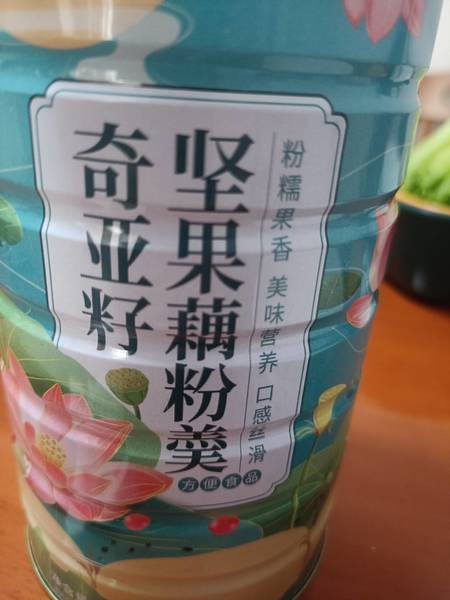 粉糯果香 美味营养 口感丝滑
坚果藕粉羹
奇亚籽
方便食品